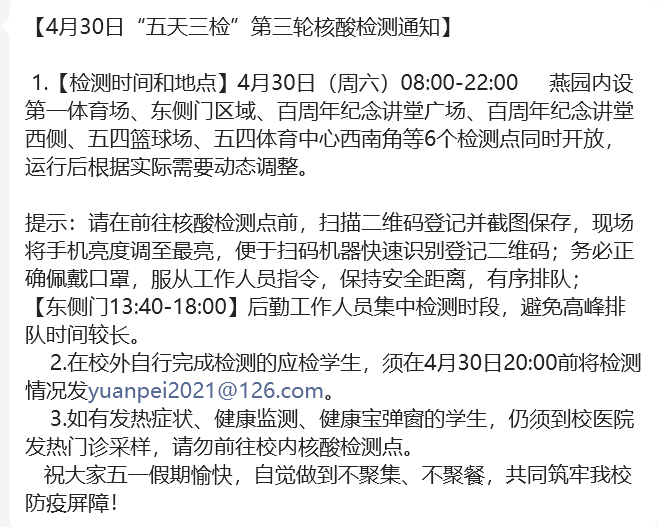 【4月30日“五天三检”第三轮核酸检测通知】
1.【检测时间和地点】4月30日（周六）08:00-22:00 燕园内设
第一体育场、东侧门区域、百周年纪念讲堂广场、百周年纪念讲堂
西侧、五四篮球场、五四体育中心西南角等6个检测点同时开放，
运行后根据实际需要动态调整。
提示：请在前往核酸检测点前，扫描二维码登记并截图保存，现场
将手机亮度调至最亮，便于扫码机器快速识别登记二维码；务必正
确佩戴口罩，服从工作人员指令，保持安全距离，有序排队；
【东侧门13:40-18:00】后勤工作人员集中检测时段，避免高峰排
队时间较长。
2.在校外自行完成检测的应检学生，须在4月30日20:00前将检测
情况发yuanpei2021@126.com。
3.如有发热症状、健康监测、健康宝弹窗的学生，仍须到校医院
发热门诊采样，请勿前往校内核酸检测点。
祝大家五一假期愉快，自觉做到不聚集、不聚餐，共同筑牢我校
防疫屏障！